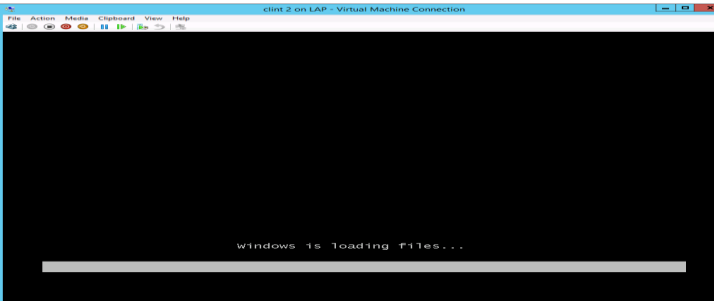 clint 2 on LAP - Virtual Machine Connection
File Action Media Clipboard View Help
Windows is loading files...